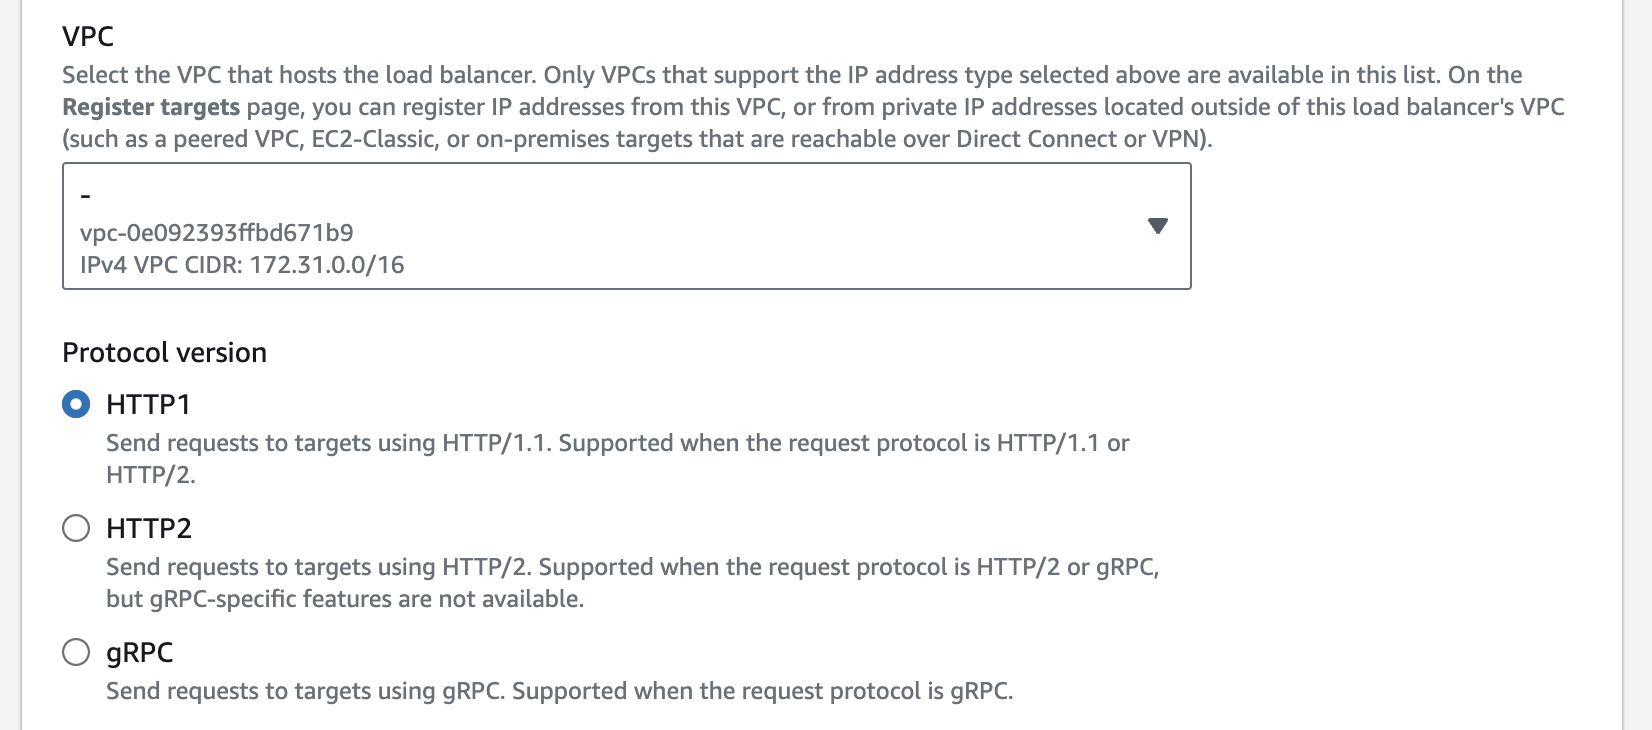 VPC
Select the VPC that hosts the load balancer. Only VPCs that support the IP address type selected above are available in this list. On the
Register targets page, you can register IP addresses from this VPC, or from private IP addresses located outside of this load balancer's VPC
(such as a peered VPC, EC2-Classic, or on-premises targets that are reachable over Direct Connect or VPN).
-
vpc-0e092393ffbd671b9
IPv4 VPC CIDR: 172.31.0.0/16
Protocol version
HTTP1
Send requests to targets using HTTP/1.1. Supported when the request protocol is HTTP/1.1 or
HTTP/2.
HTTP2
Send requests to targets using HTTP/2. Supported when the request protocol is HTTP/2 or gRPC,
but gRPC-specific features are not available.
gRPC
Send requests to targets using gRPC. Supported when the request protocol is gRPC.